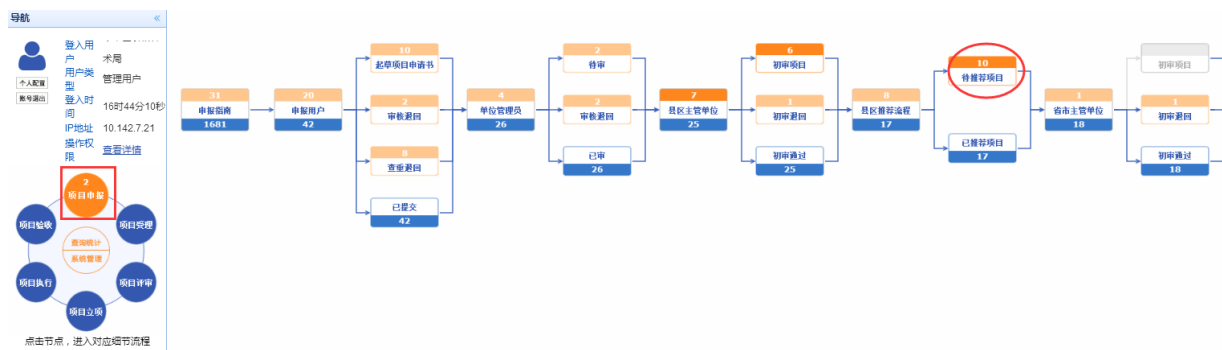 导航
«
登入用
户
术局
用户类
型
管理用户
登入时
间
16时44分10秒
IP地址
10.142.7.21
操作权
限
查看详情
个人配置
账号退出
2
项目申报
项目验收
项目受理
查询统计
系统管理
项目执行
项目评审
项目立项
点击节点，进入对应细节流程
31
申报指南
1681
20
申报用户
42
10
起草项目申请书
2
审核退回
8
查重退回
已提交
42
4
单位管理员
26
2
待审
2
审核退回
已审
26
7
县区主管单位
25
6
初审项目
1
初审退回
初审通过
25
8
县区推荐流程
17
10
待推荐项目
已推荐项目
17
1
省市主管单位
18
初审项目
1
初审退回
初审通过
18